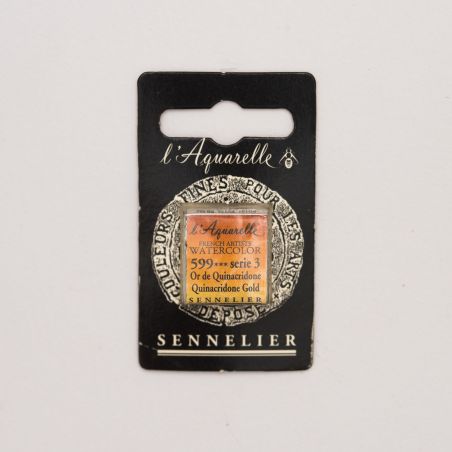 l'Aquarelle
COULEURS FINES POUR LES ARTS
DEPOSE
l'Aquarelle
FRENCH ARTISTS'
WATERCOLOR
599*** serie 3
Or de Quinacridone
Quinacridone Gold
SENNELIER
SENNELIER